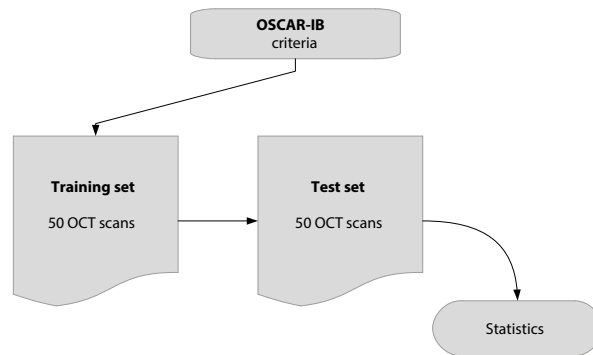 OSCAR-IB
criteria
Training set
50 OCT scans
Test set
50 OCT scans
Statistics